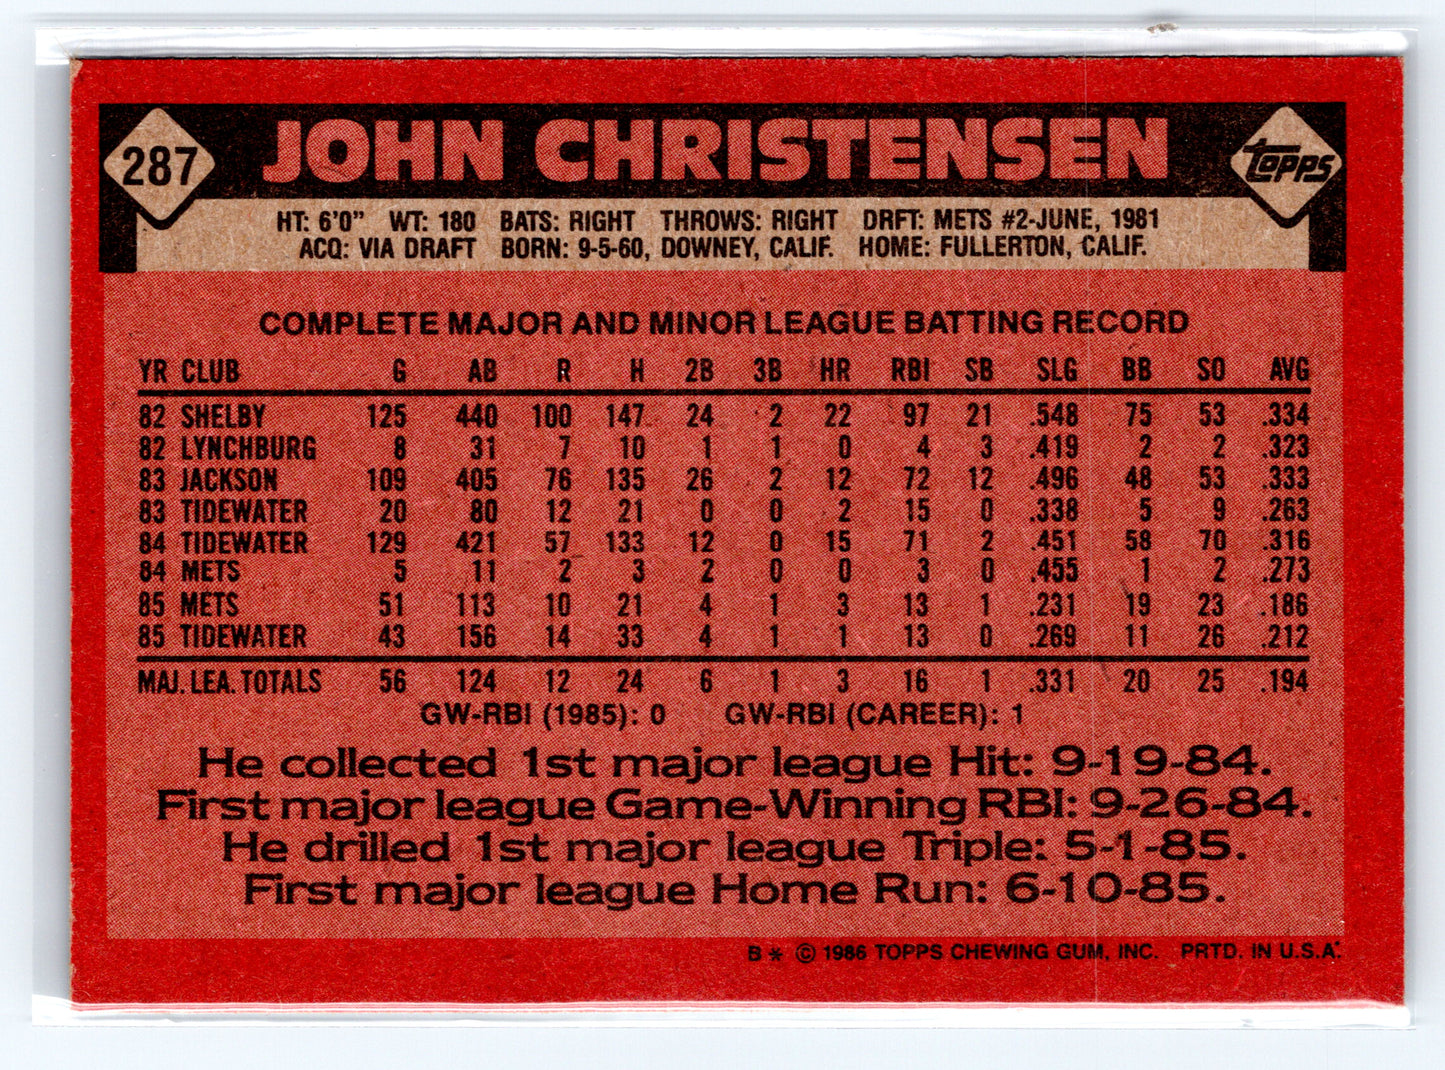 287 JOHN CHRISTENSEN topps
HT: 6'0" WT: 180 BATS: RIGHT THROWS: RIGHT DRFT: METS #2-JUNE, 1981
ACQ: VIA DRAFT BORN: 9-5-60, DOWNEY, CALIF. HOME: FULLERTON, CALIF.
COMPLETE MAJOR AND MINOR LEAGUE BATTING RECORD
YR CLUB G AB R H 2B 3B HR RBI SB SLG BB SO AVG
82 SHELBY 125 440 100 147 24 2 22 97 21 .548 75 53 .334
82 LYNCHBURG 8 31 7 10 1 1 0 4 3 .419 2 2 .323
83 JACKSON 109 405 76 135 26 2 12 72 12 .496 48 53 .333
83 TIDEWATER 20 80 12 21 0 0 2 15 0 .338 5 9 .263
84 TIDEWATER 129 421 57 133 12 0 15 71 2 .451 58 70 .316
84 METS 5 11 2 3 2 0 0 3 0 .455 1 2 .273
85 METS 51 113 10 21 4 1 3 13 1 .231 19 23 .186
85 TIDEWATER 43 156 14 33 4 1 1 13 0 .269 11 26 .212
MAJ. LEA. TOTALS 56 124 12 24 6 1 3 16 1 .331 20 25 .194
GW-RBI (1985): 0 GW-RBI (CAREER): 1
He collected 1st major league Hit: 9-19-84.
First major league Game-Winning RBI: 9-26-84.
He drilled 1st major league Triple: 5-1-85.
First major league Home Run: 6-10-85.
B * © 1986 TOPPS CHEWING GUM, INC. PRTD. IN U.S.A.